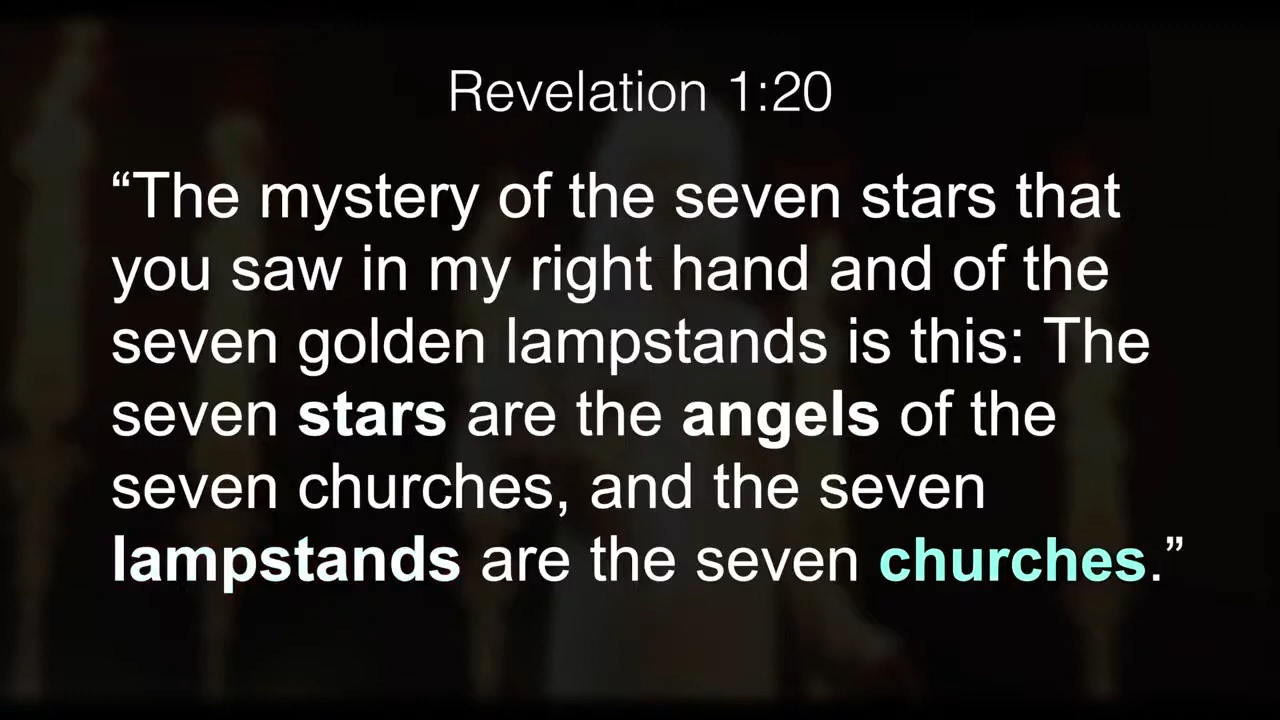 Revelation 1:20
“The mystery of the seven stars that
you saw in my right hand and of the
seven golden lampstands is this: The
seven stars are the angels of the
seven churches, and the seven
lampstands are the seven churches.”